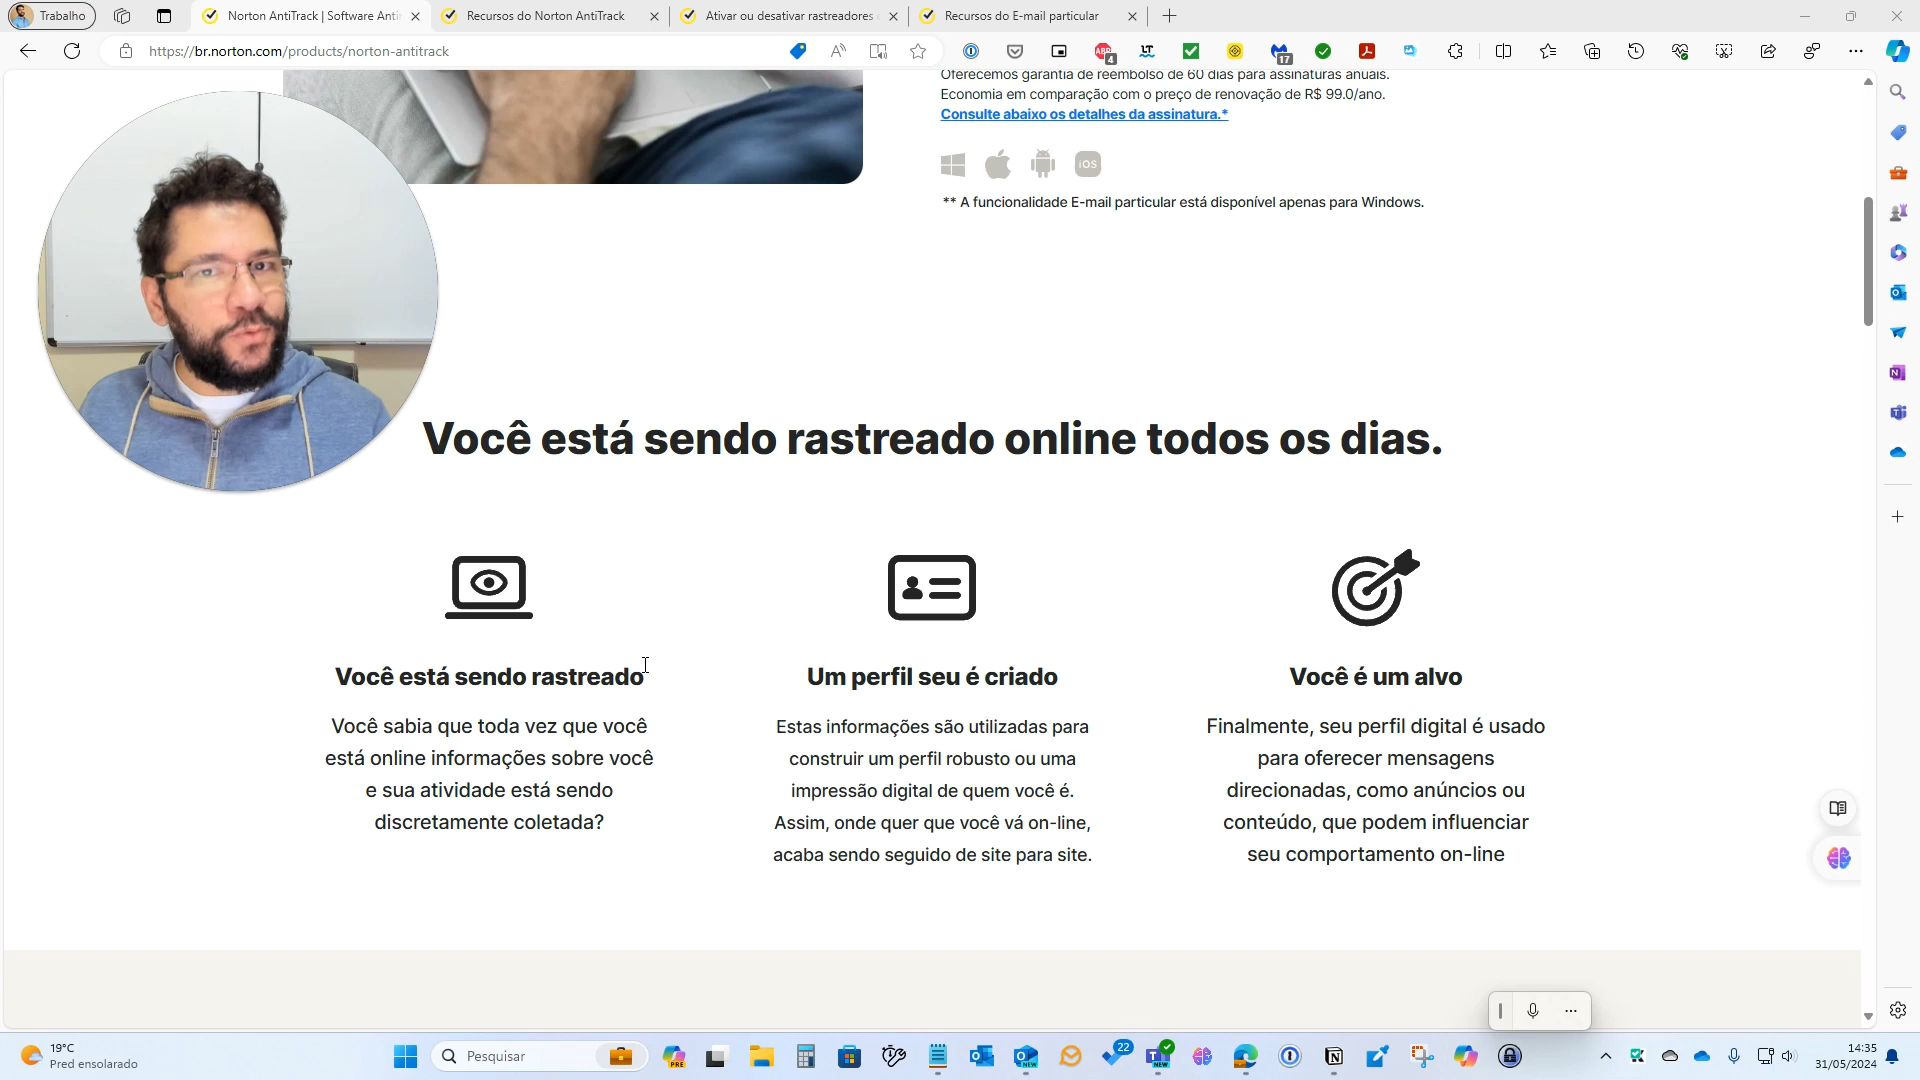 Trabalho
Norton AntiTrack | Software Anti
Recursos do Norton AntiTrack
Ativar ou desativar rastreadores
Recursos do E-mail particular
https://br.norton.com/products/norton-antitrack
4
17
Oferecemos garantia de reembolso de 60 dias para assinaturas anuais.
Economia em comparação com o preço de renovação de R$ 99.0/ano.
Consulte abaixo os detalhes da assinatura.*
iOS
** A funcionalidade E-mail particular está disponível apenas para Windows.
Você está sendo rastreado online todos os dias.
Você está sendo rastreado
Você sabia que toda vez que você
está online informações sobre você
e sua atividade está sendo
discretamente coletada?
Um perfil seu é criado
Estas informações são utilizadas para
construir um perfil robusto ou uma
impressão digital de quem você é.
Assim, onde quer que você vá on-line,
acaba sendo seguido de site para site.
Você é um alvo
Finalmente, seu perfil digital é usado
para oferecer mensagens
direcionadas, como anúncios ou
conteúdo, que podem influenciar
seu comportamento on-line
19°C
Pred ensolarado
Pesquisar
PRE
NEW
22
NEW
14:35
31/05/2024